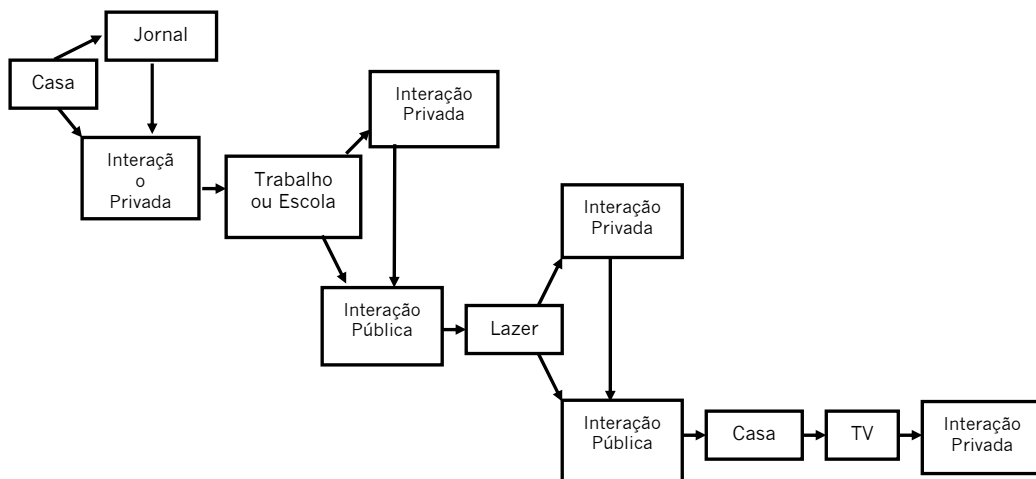 Jornal
Casa
Interaçã
o
Privada
Trabalho
ou Escola
Interação
Privada
Interação
Pública
Lazer
Interação
Privada
Interação
Pública
Casa
TV
Interação
Privada